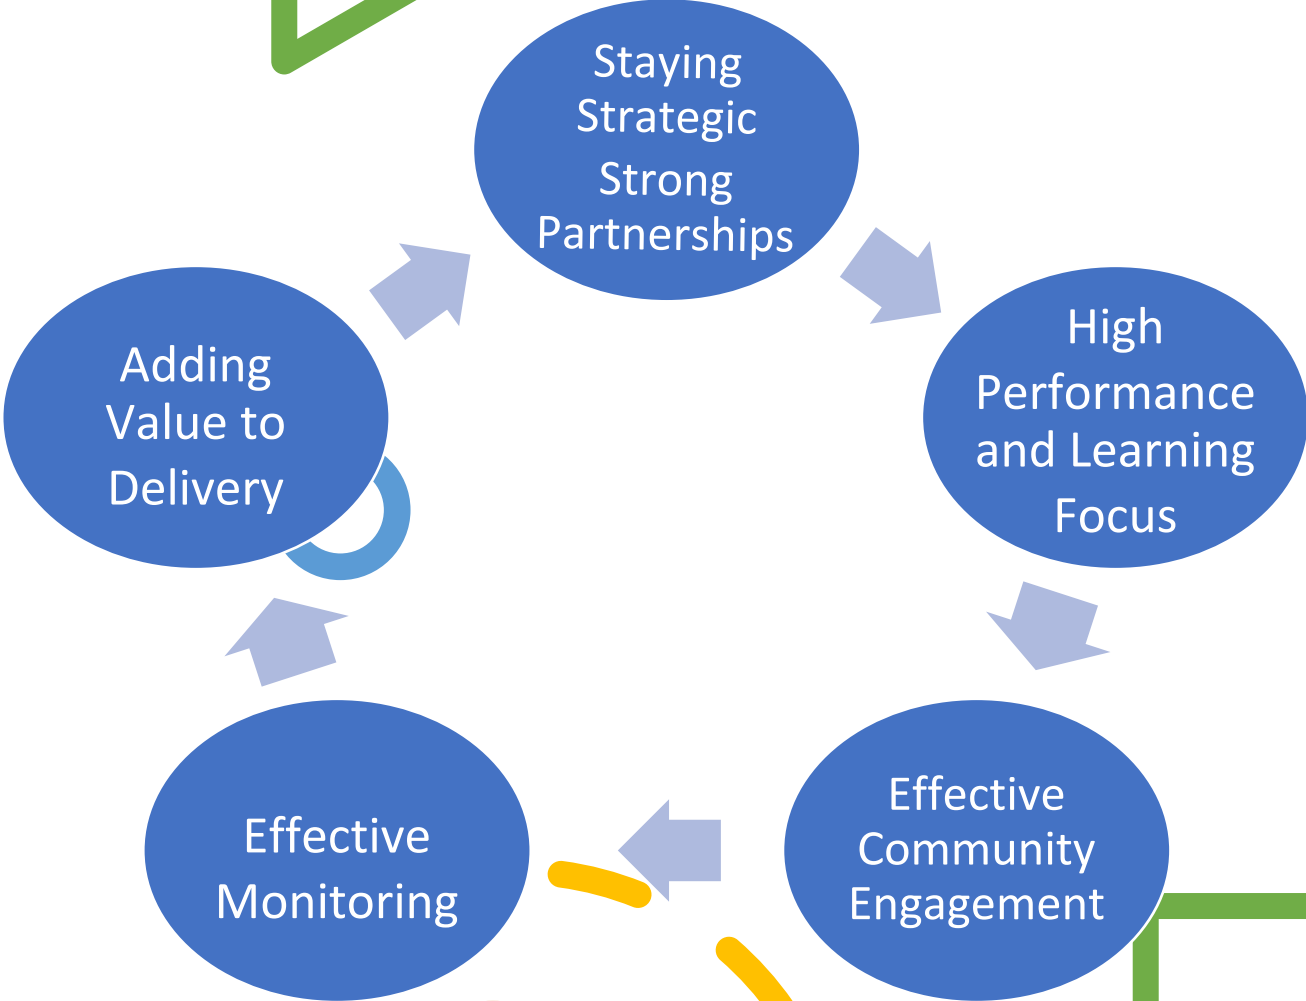 Staying
Strategic
Strong
Partnerships
High
Performance
and Learning
Focus
Effective
Community
Engagement
Effective
Monitoring
Adding
Value to
Delivery